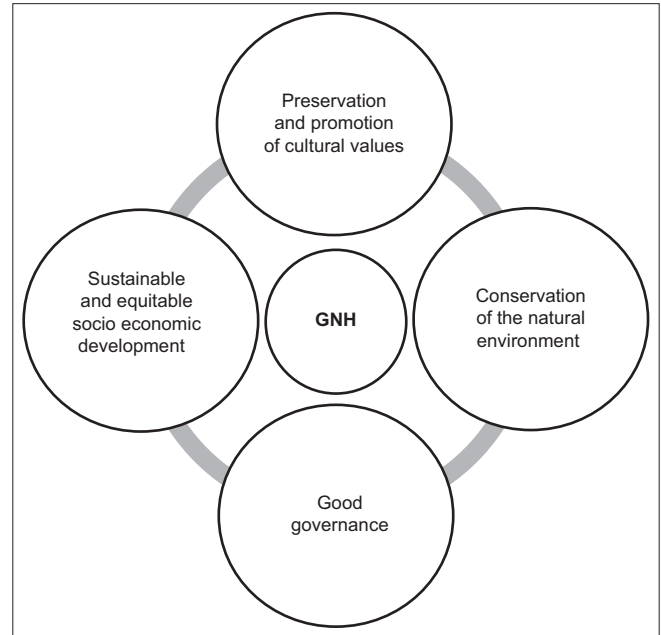 Preservation
and promotion
of cultural values
Sustainable
and equitable
socio economic
development
GNH
Conservation
of the natural
environment
Good
governance